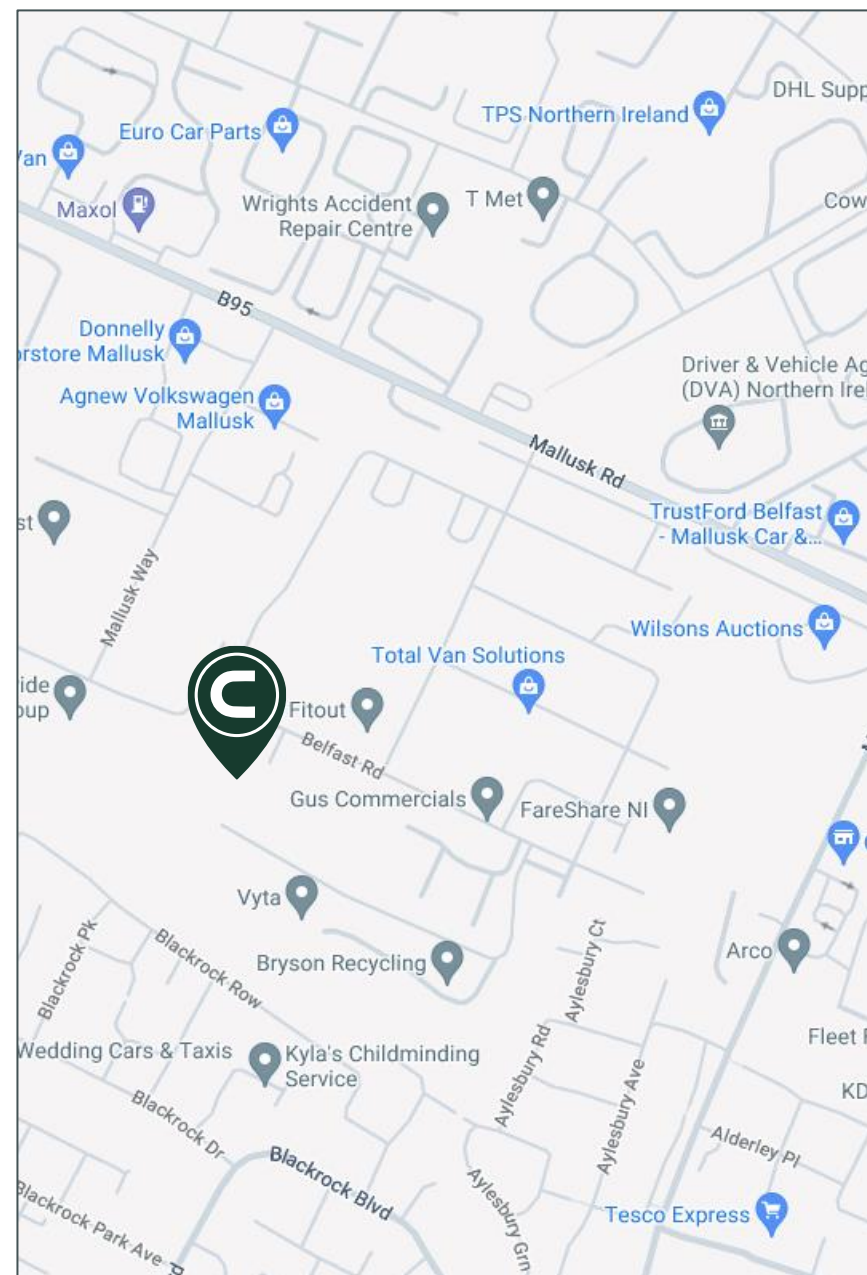 DHL Supp
TPS Northern Ireland
Euro Car Parts
Van
Maxol
Wrights Accident
Repair Centre
T Met
Cow
B95
Donnelly
orstore Mallusk
Driver & Vehicle Ag
(DVA) Northern Irel
Agnew Volkswagen
Mallusk
Mallusk Rd
TrustFord Belfast
- Mallusk Car &...
st
Mallusk Way
Wilsons Auctions
Total Van Solutions
ide
oup
Fitout
Belfast Rd
Gus Commercials
FareShare NI
Vyta
Blackrock Pk
Blackrock Row
Bryson Recycling
Aylesbury Ct
Arco
Wedding Cars & Taxis
Kyla's Childminding
Service
Aylesbury Rd
Aylesbury Ave
Fleet
KD
Blackrock Dr
Blackrock Blvd
Alderley Pl
Aylesbury Grn
Blackrock Park Ave
Tesco Express